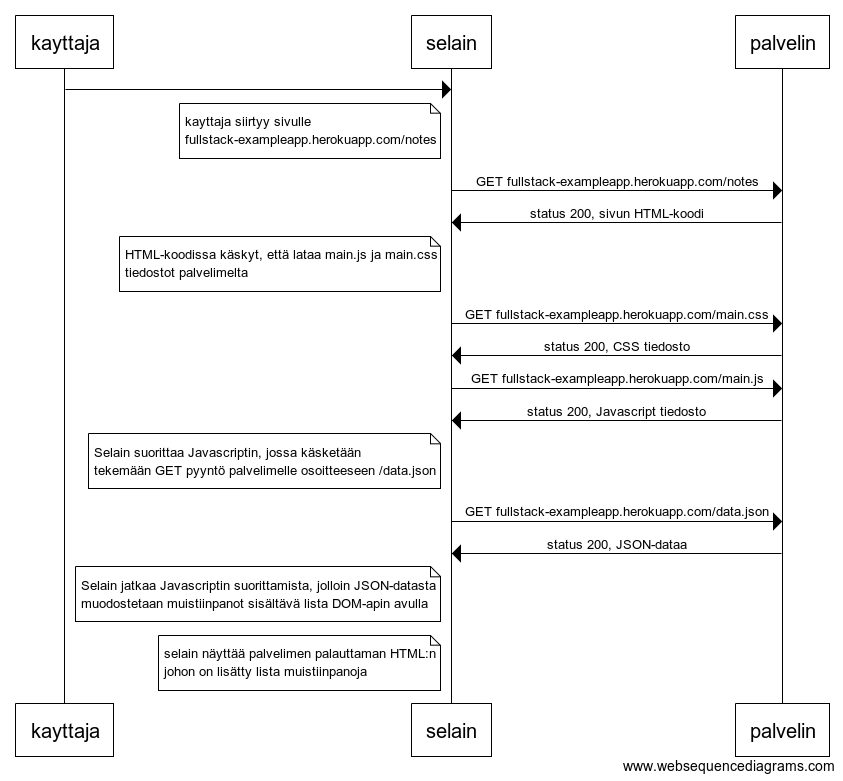 kayttaja
selain
palvelin
kayttaja siirtyy sivulle
fullstack-exampleapp.herokuapp.com/notes
GET fullstack-exampleapp.herokuapp.com/notes
status 200, sivun HTML-koodi
HTML-koodissa käskyt, että lataa main.js ja main.css
tiedostot palvelimelta
GET fullstack-exampleapp.herokuapp.com/main.css
status 200, CSS tiedosto
GET fullstack-exampleapp.herokuapp.com/main.js
status 200, Javascript tiedosto
Selain suorittaa Javascriptin, jossa käsketään
tekemään GET pyyntö palvelimelle osoitteeseen /data.json
GET fullstack-exampleapp.herokuapp.com/data.json
status 200, JSON-dataa
Selain jatkaa Javascriptin suorittamista, jolloin JSON-datasta
muodostetaan muistiinpanot sisältävä lista DOM-apin avulla
selain näyttää palvelimen palauttaman HTML:n
johon on lisätty lista muistiinpanoja
kayttaja
selain
palvelin
www.websequencediagrams.com